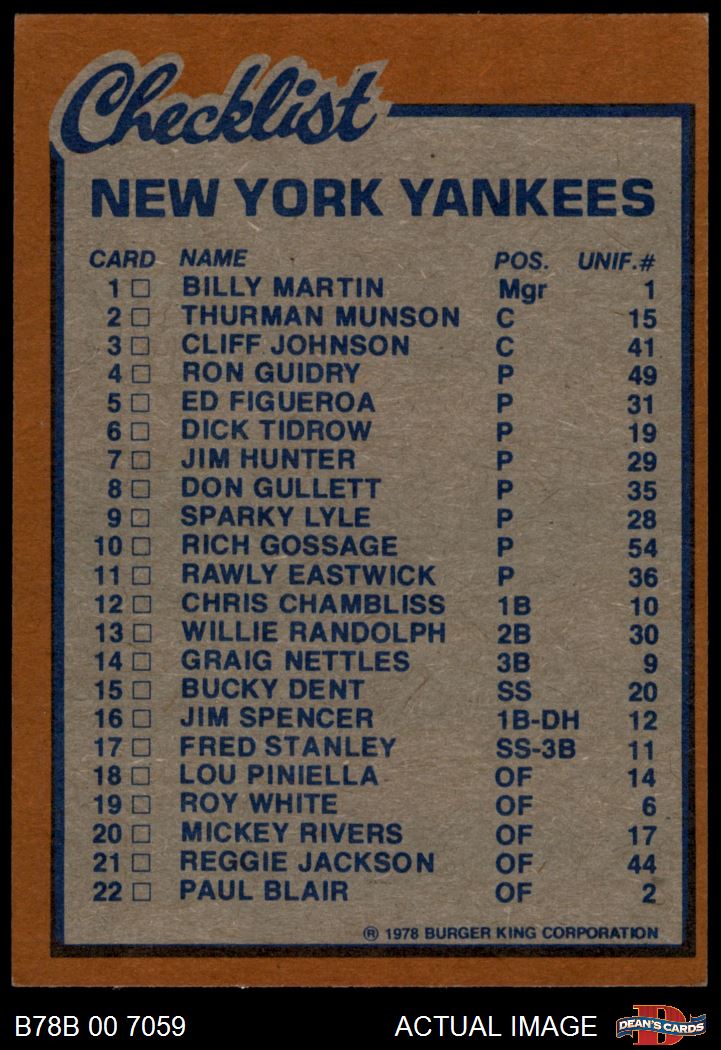 Checklist
NEW YORK YANKEES
CARD NAME POS. UNIF.#
1 □ BILLY MARTIN Mgr 1
2 □ THURMAN MUNSON C 15
3 □ CLIFF JOHNSON C 41
4 □ RON GUIDRY P 49
5 □ ED FIGUEROA P 31
6 □ DICK TIDROW P 19
7 □ JIM HUNTER P 29
8 □ DON GULLETT P 35
9 □ SPARKY LYLE P 28
10 □ RICH GOSSAGE P 54
11 □ RAWLY EASTWICK P 36
12 □ CHRIS CHAMBLISS 1B 10
13 □ WILLIE RANDOLPH 2B 30
14 □ GRAIG NETTLES 3B 9
15 □ BUCKY DENT SS 20
16 □ JIM SPENCER 1B-DH 12
17 □ FRED STANLEY SS-3B 11
18 □ LOU PINIELLA OF 14
19 □ ROY WHITE OF 6
20 □ MICKEY RIVERS OF 17
21 □ REGGIE JACKSON OF 44
22 □ PAUL BLAIR OF 2
® 1978 BURGER KING CORPORATION
B78B 00 7059 ACTUAL IMAGE D DEAN'S CARDS